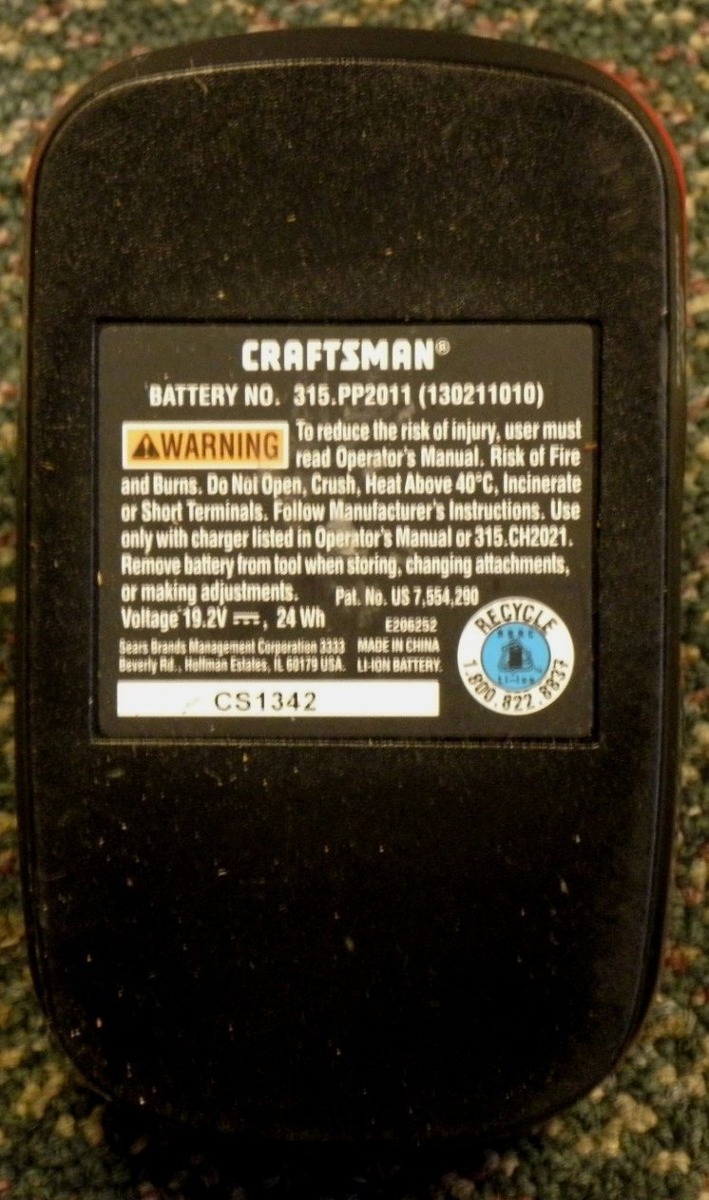 CRAFTSMAN®
BATTERY NO. 315.PP2011 (130211010)
⚠WARNING To reduce the risk of injury, user must
read Operator's Manual. Risk of Fire
and Burns. Do Not Open, Crush, Heat Above 40°C, Incinerate
or Short Terminals. Follow Manufacturer's Instructions. Use
only with charger listed in Operator's Manual or 315.CH2021.
Remove battery from tool when storing, changing attachments,
or making adjustments. Pat. No. US 7,554,290
Voltage 19.2V ⎓, 24 Wh E206252
Sears Brands Management Corporation 3333 MADE IN CHINA
Beverly Rd., Hoffman Estates, IL 60179 USA. LI-ION BATTERY.
CS1342
RECYCLE
RBRC
Li-Ion
1.800.822.8837